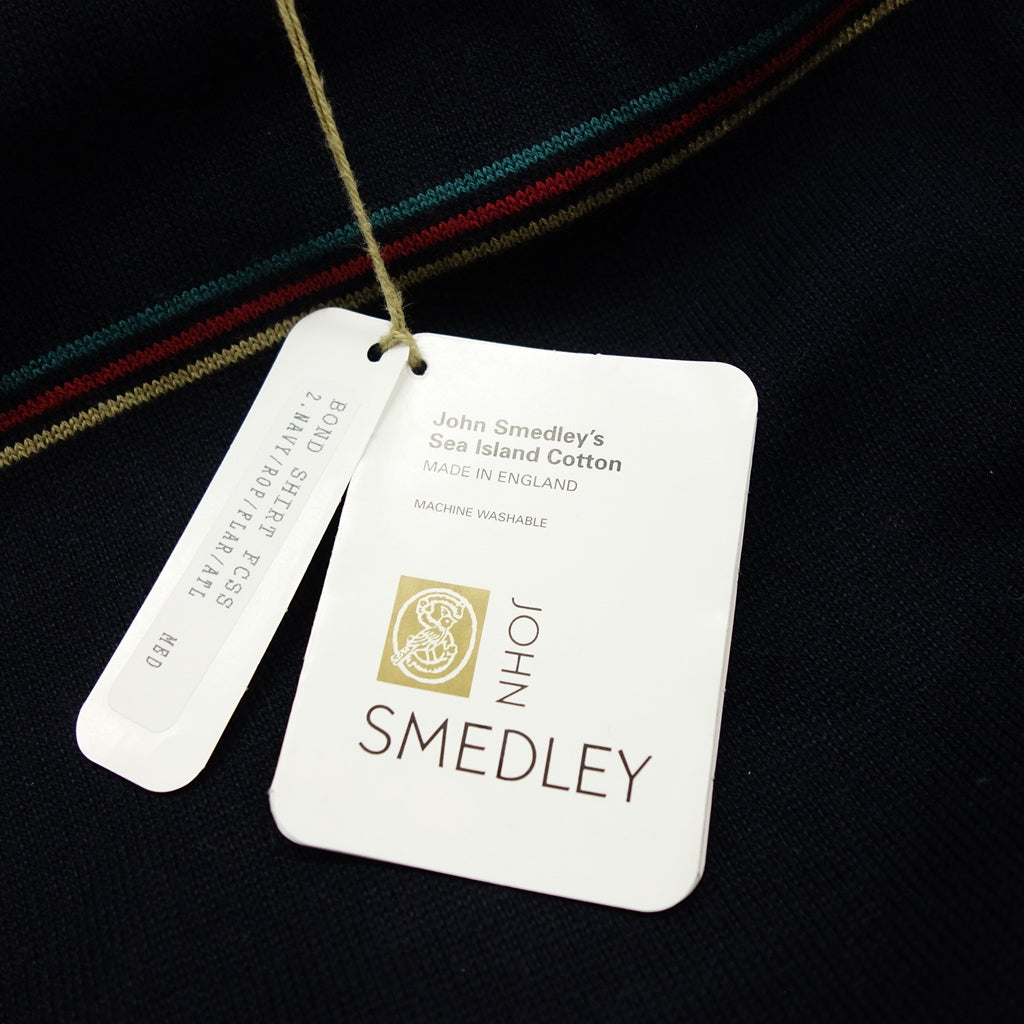 BOND SHIRT FCSS
2.NAVY/ROP/FLAR/ATL
MED
John Smedley's
Sea Island Cotton
MADE IN ENGLAND
MACHINE WASHABLE
JOHN
SMEDLEY